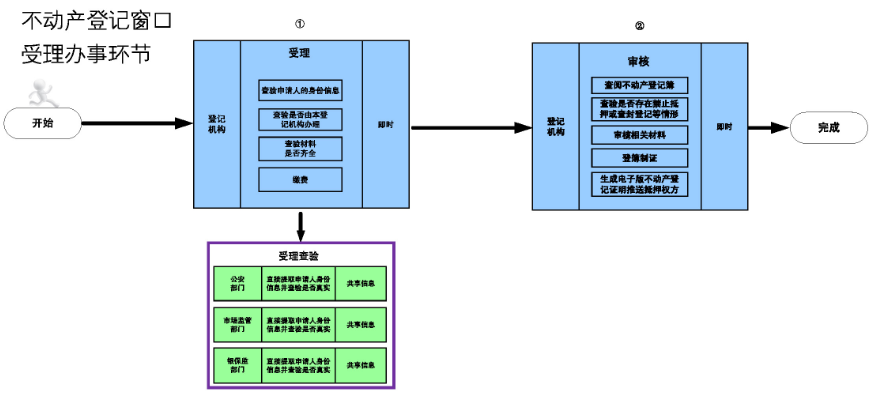 不动产登记窗口
受理办事环节
开始
①
登记
机构
受理
查验申请人的身份信息
查验是否由本登
记机构办理
查验材料
是否齐全
缴费
即时
受理查验
公安
部门
直接提取申请人身份
信息并查验是否真实
共享信息
市场监管
部门
直接提取申请人身份
信息并查验是否真实
共享信息
银保监
部门
直接提取申请人身份
信息并查验是否真实
共享信息
②
登记
机构
审核
查阅不动产登记簿
查验是否存在禁止抵
押或查封登记等情形
审核相关材料
登簿制证
生成电子版不动产登
记证明推送抵押权方
即时
完成